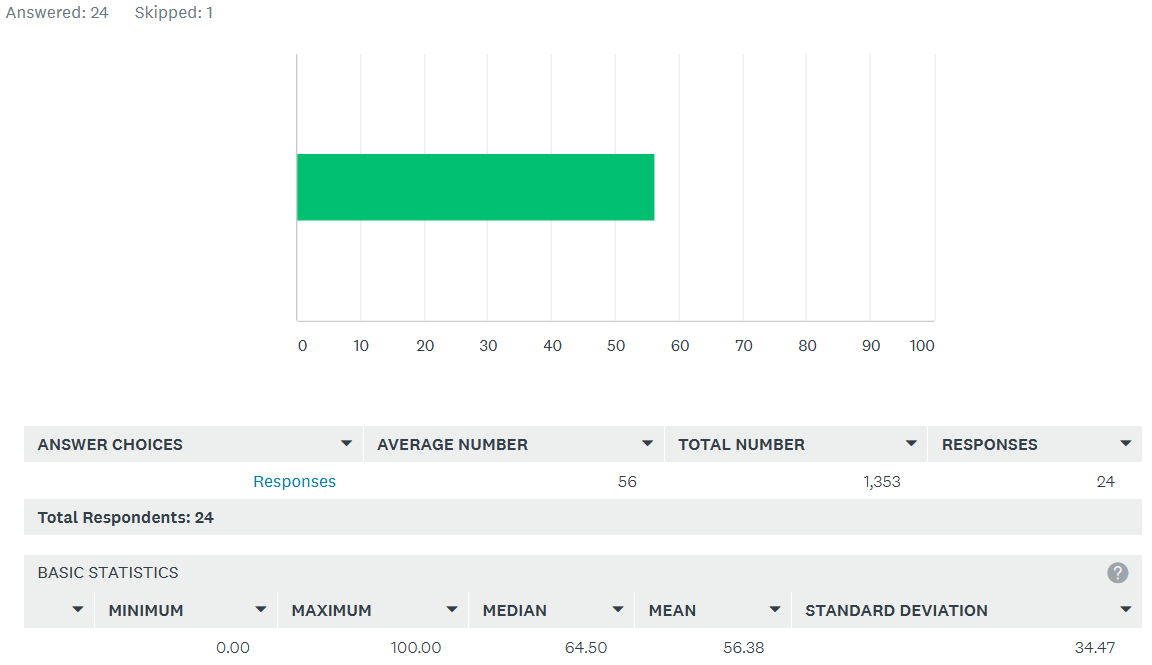 Answered: 24 Skipped: 1
0 10 20 30 40 50 60 70 80 90 100
ANSWER CHOICES AVERAGE NUMBER TOTAL NUMBER RESPONSES
Responses 56 1,353 24
Total Respondents: 24
BASIC STATISTICS ?
MINIMUM MAXIMUM MEDIAN MEAN STANDARD DEVIATION
0.00 100.00 64.50 56.38 34.47